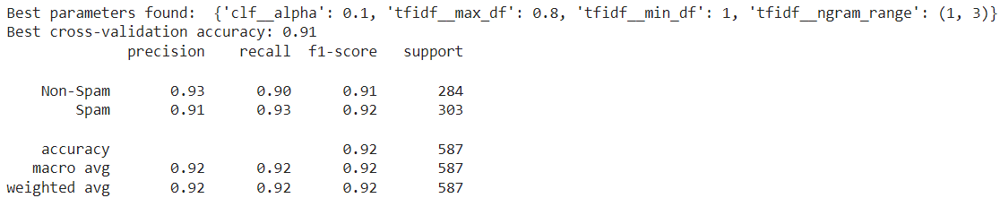 Best parameters found:  {'clf__alpha': 0.1, 'tfidf__max_df': 0.8, 'tfidf__min_df': 1, 'tfidf__ngram_range': (1, 3)}
Best cross-validation accuracy: 0.91
              precision    recall  f1-score   support

    Non-Spam       0.93      0.90      0.91       284
        Spam       0.91      0.93      0.92       303

    accuracy                           0.92       587
   macro avg       0.92      0.92      0.92       587
weighted avg       0.92      0.92      0.92       587